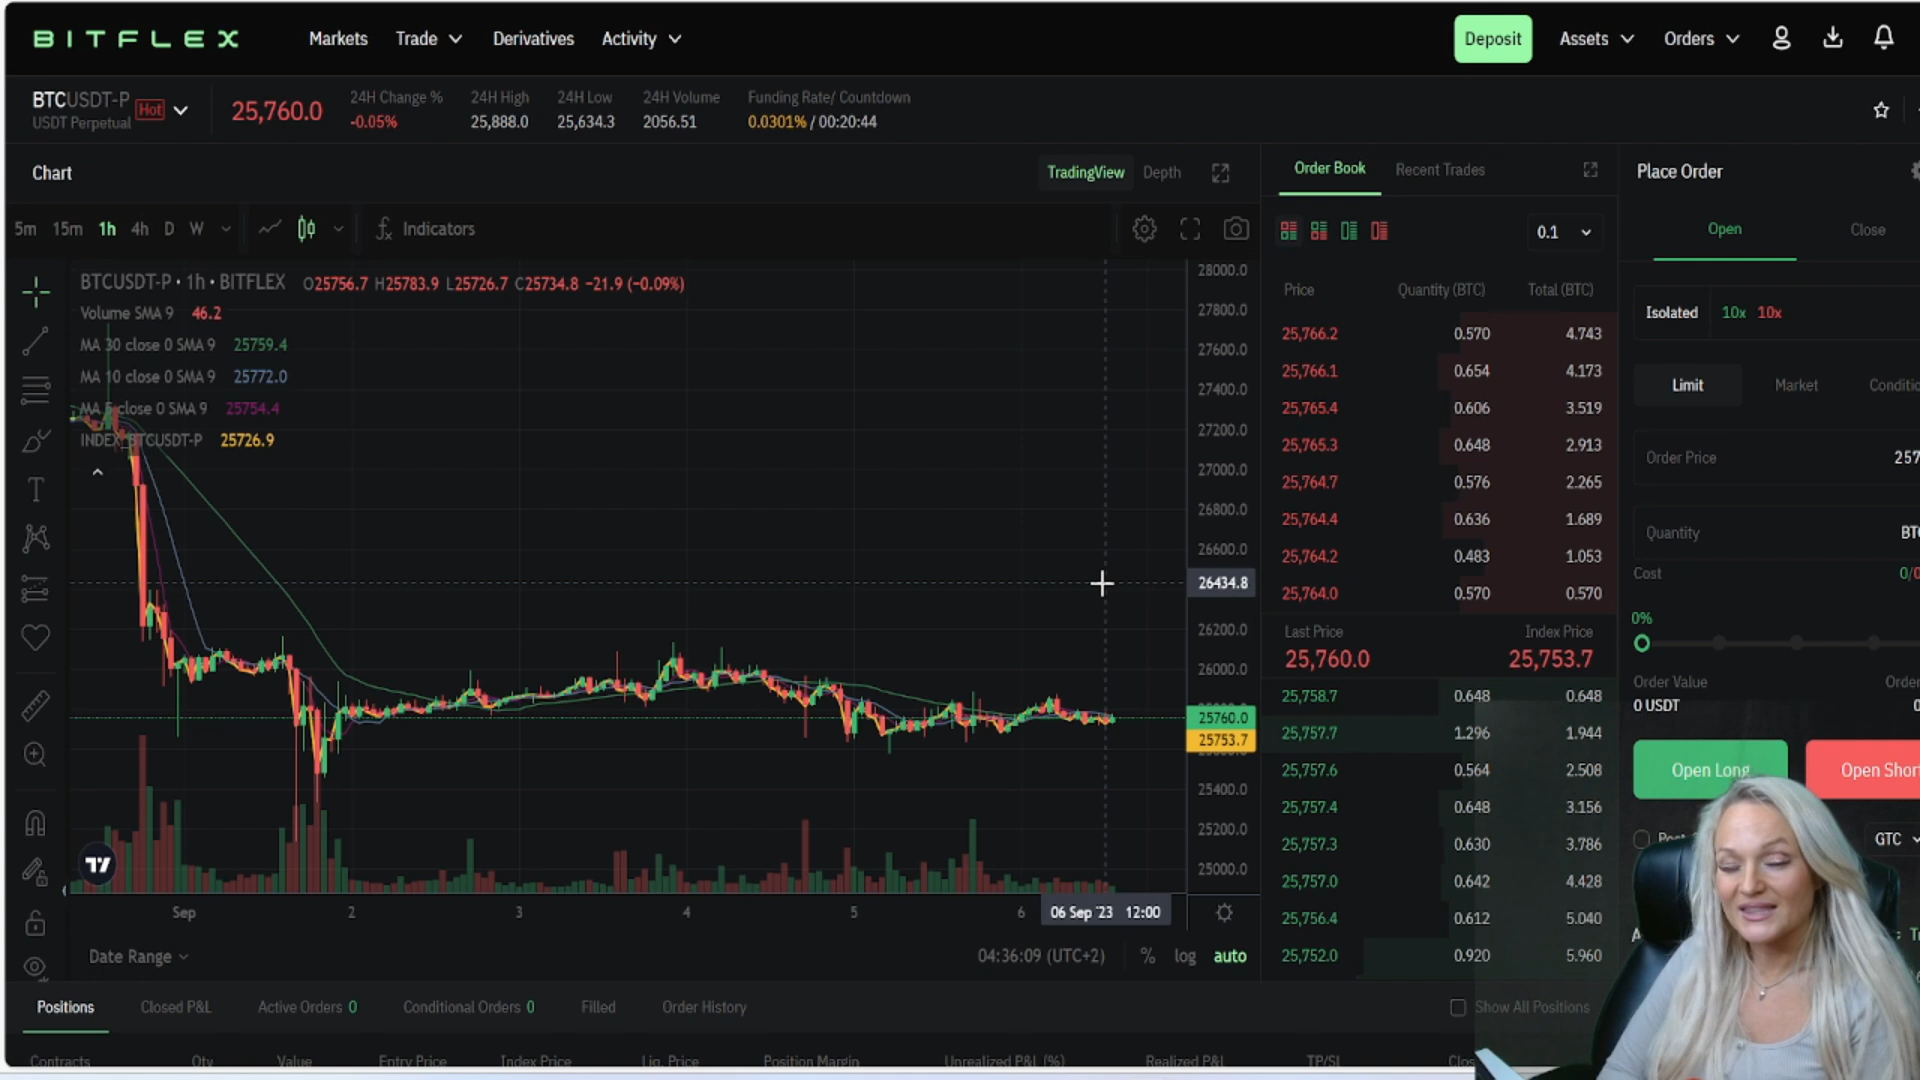 BITFLEX Markets Trade Derivatives Activity Deposit Assets Orders
BTCUSDT-P Hot
USDT Perpetual
25,760.0
24H Change %
-0.05%
24H High
25,888.0
24H Low
25,634.3
24H Volume
2056.51
Funding Rate/ Countdown
0.0301% / 00:20:44
Chart
TradingView Depth
5m 15m 1h 4h D W Indicators
BTCUSDT-P • 1h • BITFLEX O25756.7 H25783.9 L25726.7 C25734.8 -21.9 (-0.09%)
Volume SMA 9 46.2
MA 30 close 0 SMA 9 25759.4
MA 10 close 0 SMA 9 25772.0
MA 5 close 0 SMA 9 25754.4
INDEX BTCUSDT-P 25726.9
28000.0
27800.0
27600.0
27400.0
27200.0
27000.0
26800.0
26600.0
26434.8
26200.0
26000.0
25760.0
25753.7
25400.0
25200.0
25000.0
Sep 2 3 4 5 6 06 Sep '23 12:00
Date Range 04:36:09 (UTC+2) % log auto
Order Book Recent Trades
0.1
Price Quantity (BTC) Total (BTC)
25,766.2 0.570 4.743
25,766.1 0.654 4.173
25,765.4 0.606 3.519
25,765.3 0.648 2.913
25,764.7 0.576 2.265
25,764.4 0.636 1.689
25,764.2 0.483 1.053
25,764.0 0.570 0.570
Last Price Index Price
25,760.0 25,753.7
25,758.7 0.648 0.648
25,757.7 1.296 1.944
25,757.6 0.564 2.508
25,757.4 0.648 3.156
25,757.3 0.630 3.786
25,757.0 0.642 4.428
25,756.4 0.612 5.040
25,752.0 0.920 5.960
Place Order
Open Close
Isolated 10x 10x
Limit Market Conditio
Order Price 257
Quantity BT
Cost 0/0
0%
Order Value Order
0 USDT 0
Open Long Open Short
GTC
Positions Closed P&L Active Orders 0 Conditional Orders 0 Filled Order History Show All Positions
Contracts Qty Value Entry Price Index Price Liq. Price Position Margin Unrealized P&L (%) Realized P&L TP/SL Clos